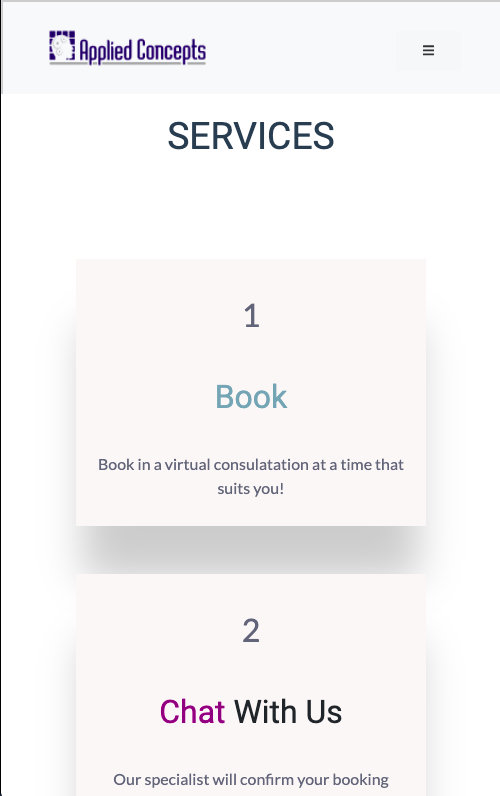 Applied Concepts
SERVICES
1
Book
Book in a virtual consulatation at a time that
suits you!
2
Chat With Us
Our specialist will confirm your booking